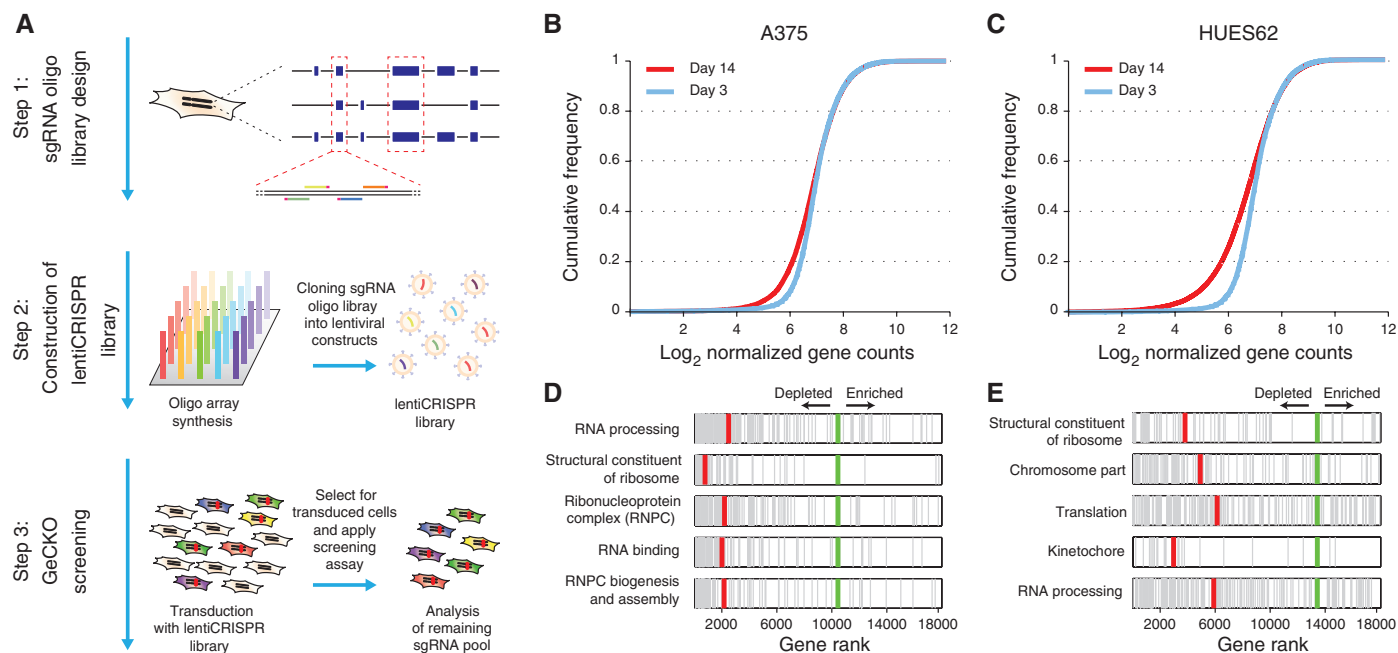 A
Step 1:
sgRNA oligo
library design
Step 2:
Construction of
lentiCRISPR
library
Oligo array
synthesis
Cloning sgRNA
oligo libray
into lentiviral
constructs
lentiCRISPR
library
Step 3:
GeCKO
screening
Transduction
with lentiCRISPR
library
Select for
transduced cells
and apply
screening
assay
Analysis
of remaining
sgRNA pool
B
A375
Cumulative frequency
1
0.8
0.6
0.4
0.2
0
Day 14
Day 3
2 4 6 8 10 12
Log2 normalized gene counts
C
HUES62
Cumulative frequency
1
0.8
0.6
0.4
0.2
0
Day 14
Day 3
2 4 6 8 10 12
Log2 normalized gene counts
D
Depleted Enriched
RNA processing
Structural constituent
of ribosome
Ribonucleoprotein
complex (RNPC)
RNA binding
RNPC biogenesis
and assembly
2000 6000 10000 14000 18000
Gene rank
E
Depleted Enriched
Structural constituent
of ribosome
Chromosome part
Translation
Kinetochore
RNA processing
2000 6000 10000 14000 18000
Gene rank